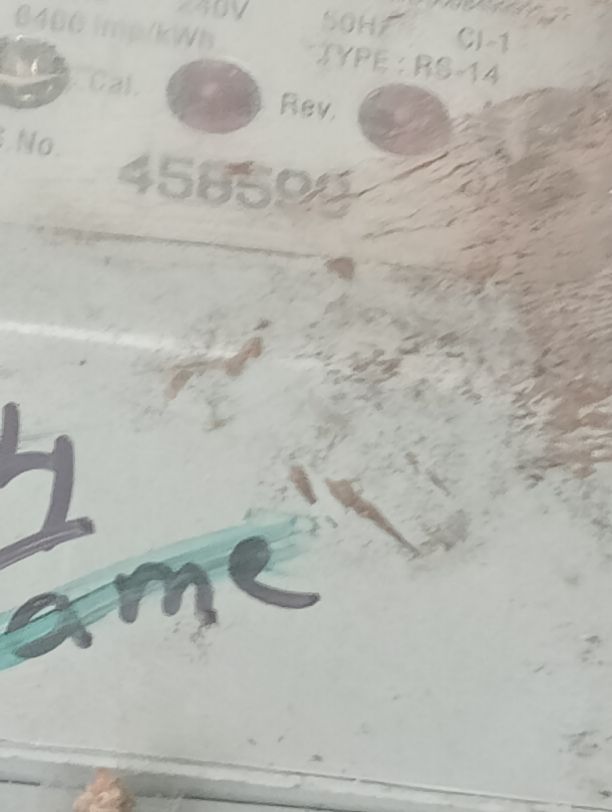 240V 50Hz Cl-1
6400 imp/kWh TYPE : RS-14
Cal. Rev.
S.No.
458599
ame